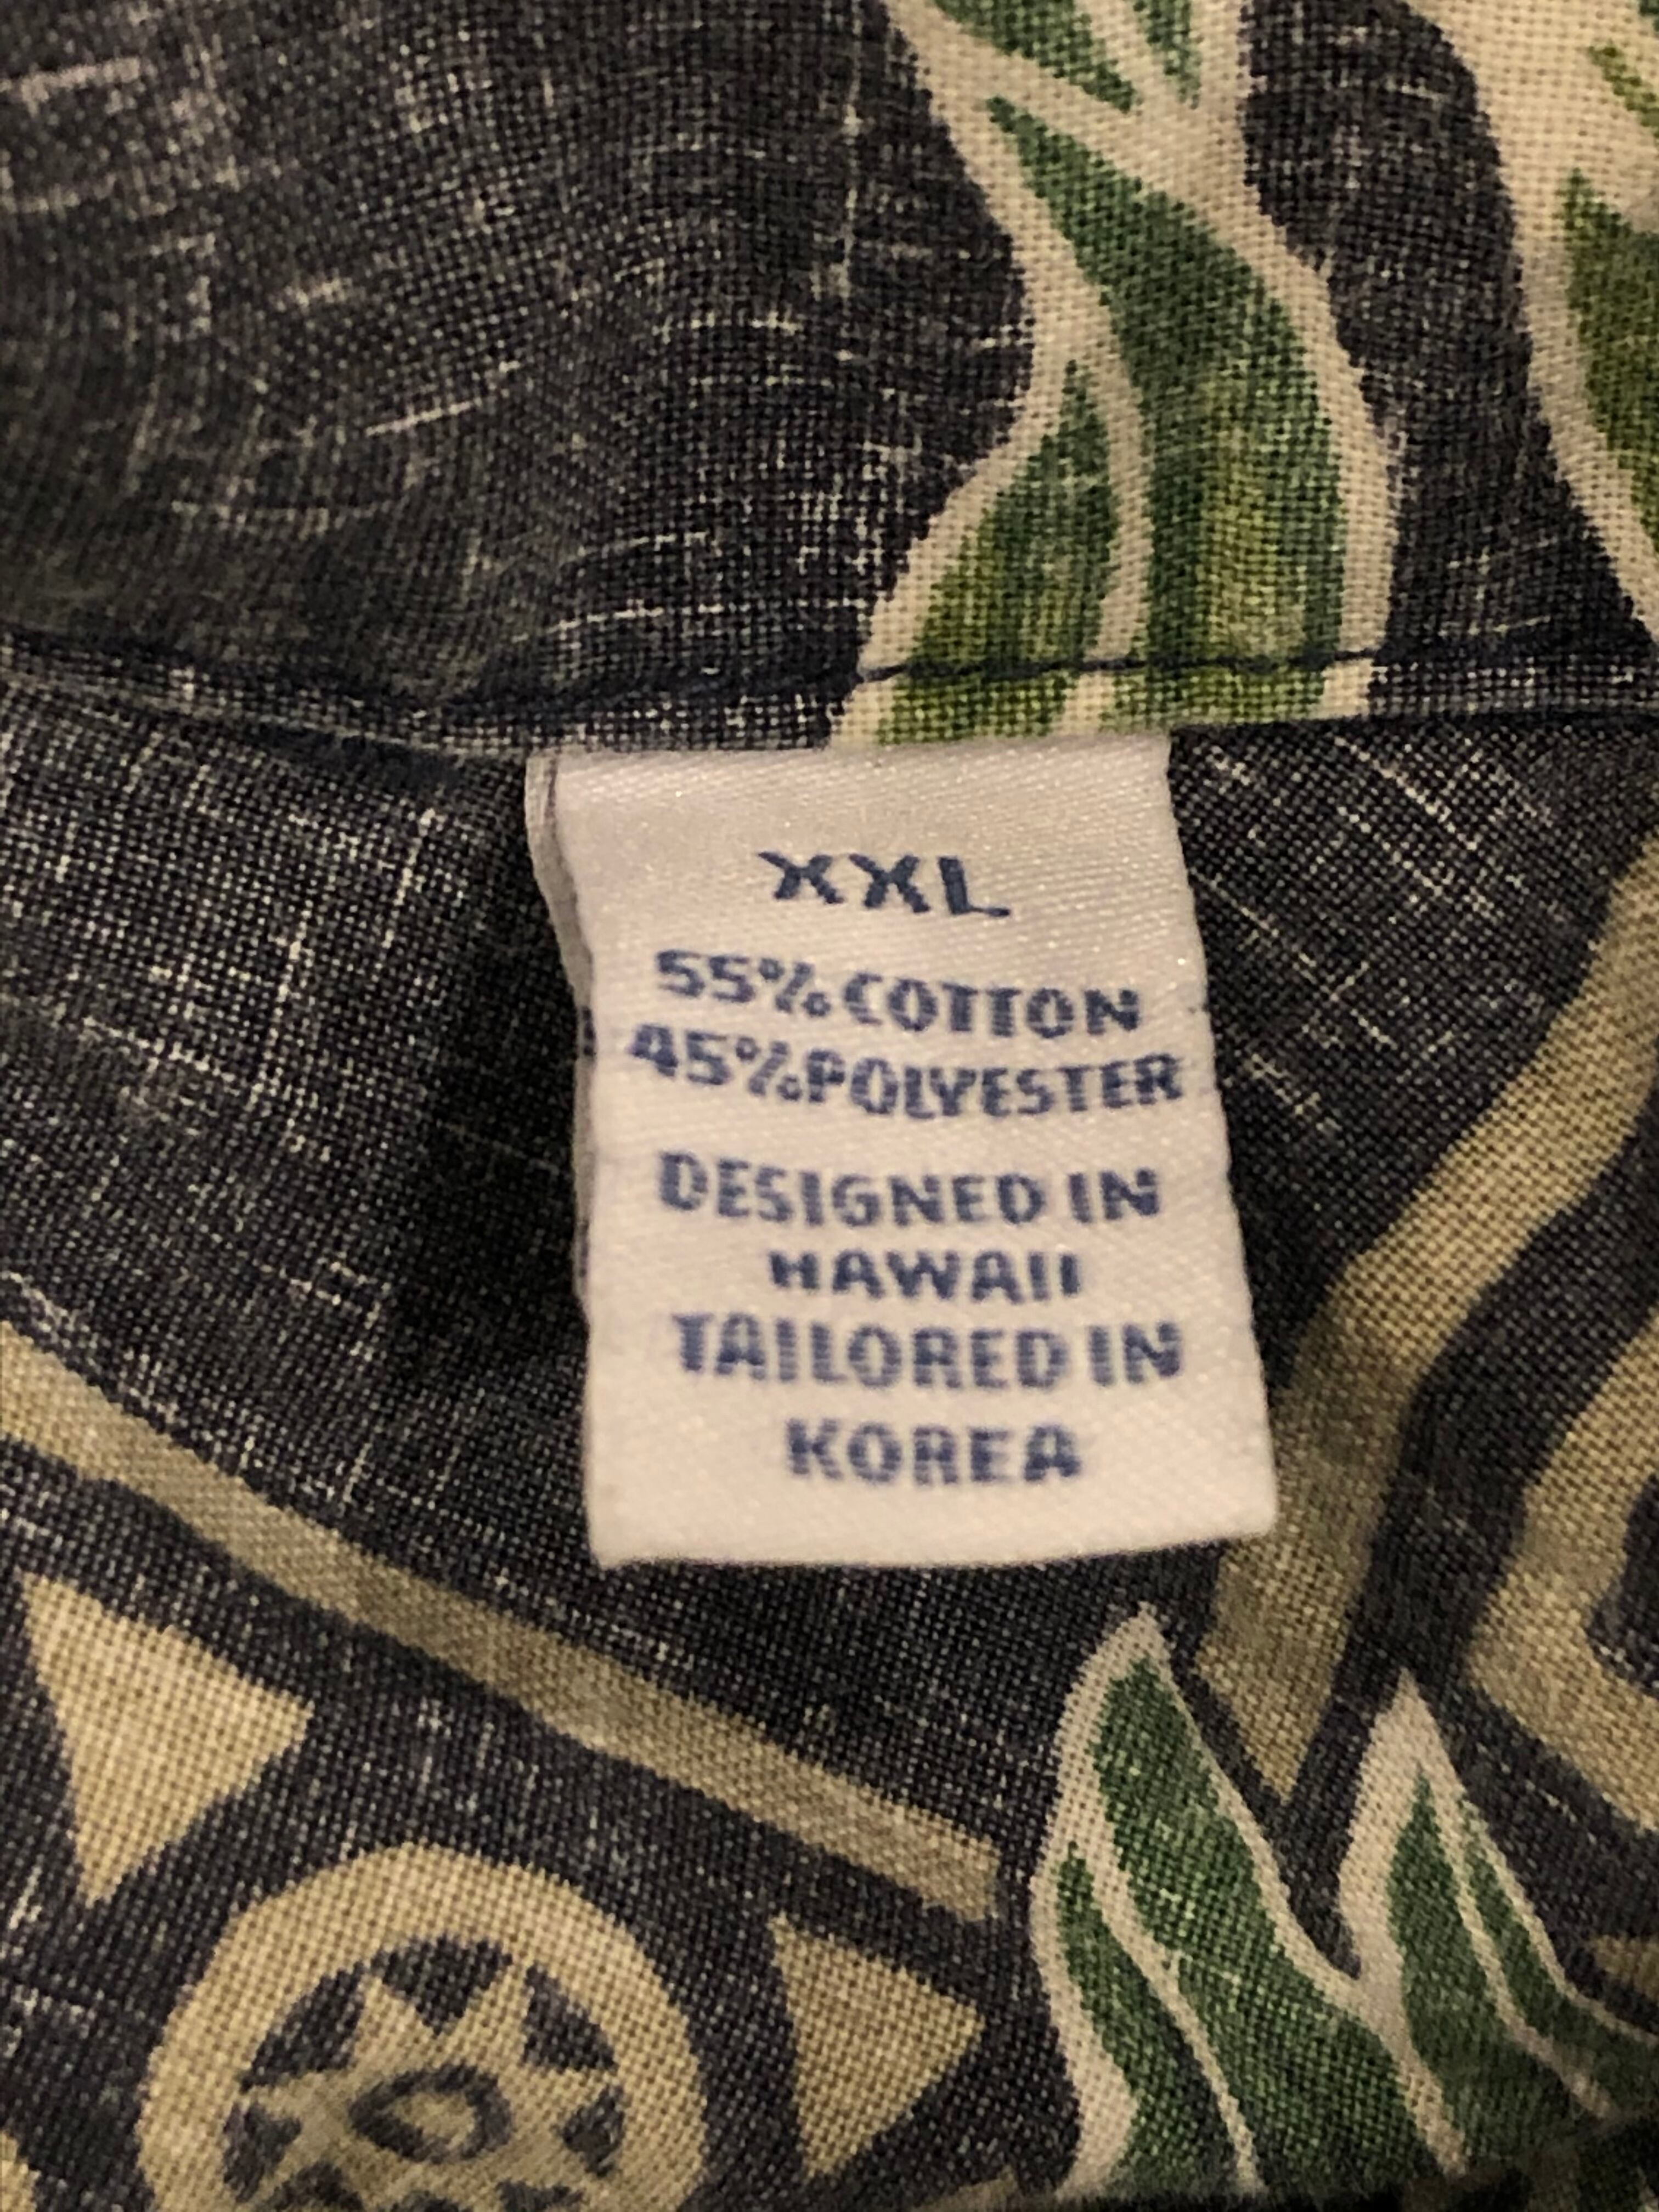 XXL
55% COTTON
45% POLYESTER
DESIGNED IN
HAWAII
TAILORED IN
KOREA